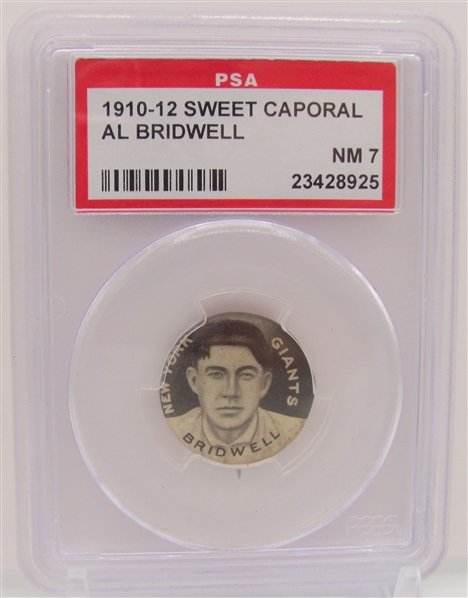 PSA
1910-12 SWEET CAPORAL
AL BRIDWELL
NM 7
23428925
NEW YORK
GIANTS
BRIDWELL